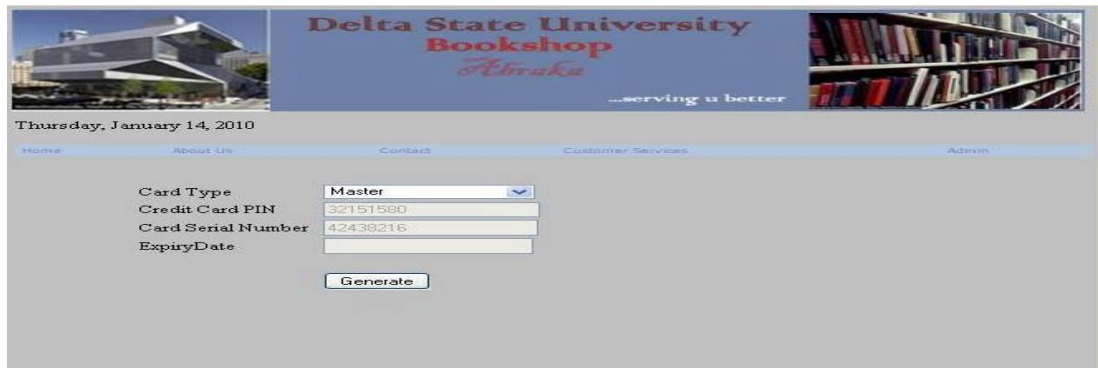 Delta State University
Bookshop
Abraka
...serving u better
Thursday, January 14, 2010
Home About Us Contact Customer Services Admin
Card Type Master
Credit Card PIN 32151580
Card Serial Number 42438216
ExpiryDate
Generate